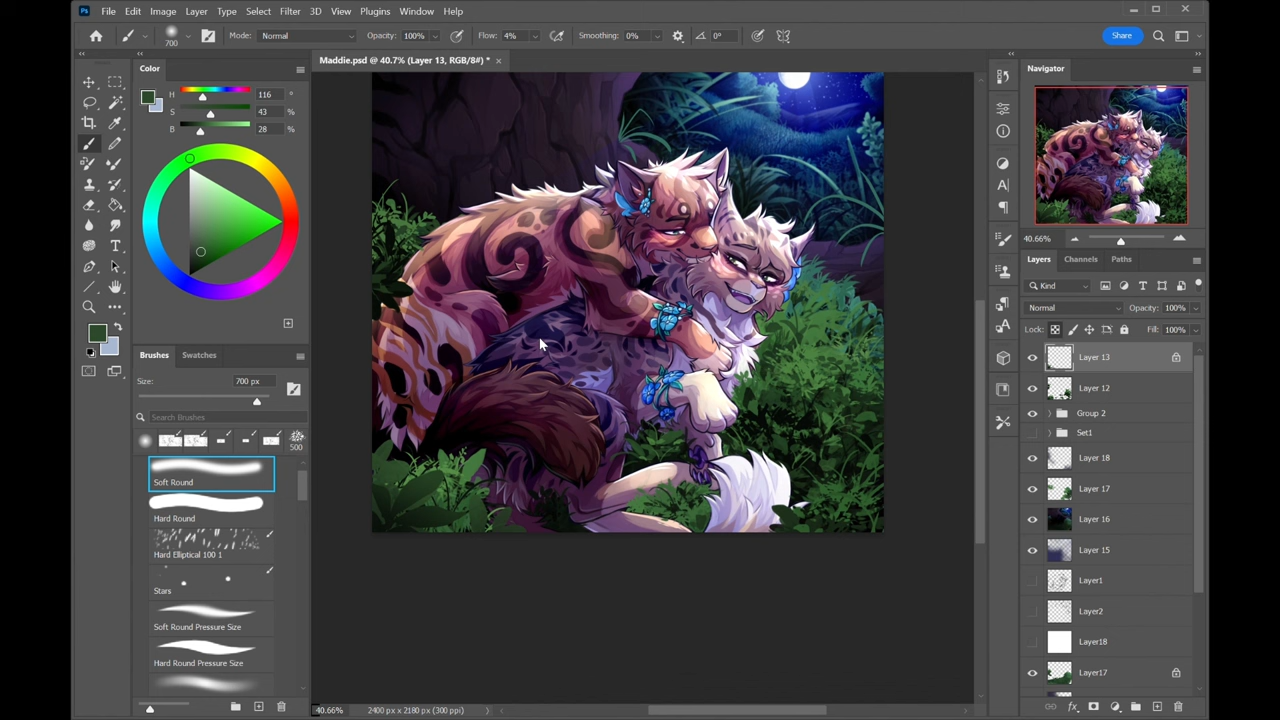 Ps File Edit Image Layer Type Select Filter 3D View Plugins Window Help
700 Mode: Normal Opacity: 100% Flow: 4% Smoothing: 0% 0° Share
Maddie.psd @ 40.7% (Layer 13, RGB/8#) * ×
Color
H 116 °
S 43 %
B 28 %
Brushes Swatches
Size: 700 px
Search Brushes
500
Soft Round
Hard Round
Hard Elliptical 100 1
Stars
Soft Round Pressure Size
Hard Round Pressure Size
40.66% 2400 px x 2180 px (300 ppi)
Navigator
40.66%
Layers Channels Paths
Kind
Normal Opacity: 100%
Lock: Fill: 100%
Layer 13
Layer 12
Group 2
Set1
Layer 18
Layer 17
Layer 16
Layer 15
Layer1
Layer2
Layer18
Layer17